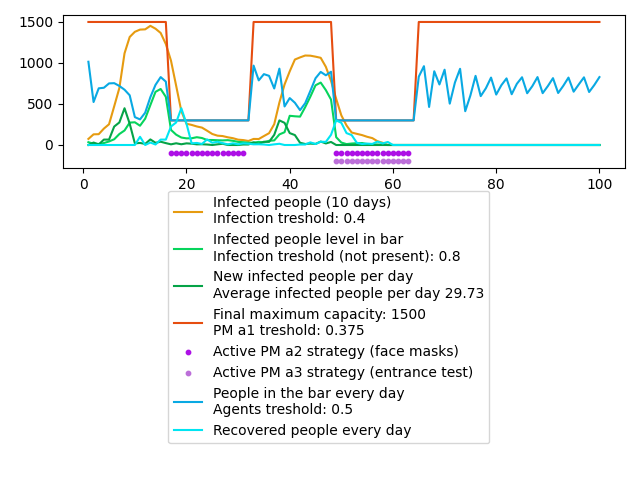 1500
1000
500
0
0
20
40
60
80
100
Infected people (10 days)
Infection treshold: 0.4
Infected people level in bar
Infection treshold (not present): 0.8
New infected people per day
Average infected people per day 29.73
Final maximum capacity: 1500
PM a1 treshold: 0.375
Active PM a2 strategy (face masks)
Active PM a3 strategy (entrance test)
People in the bar every day
Agents treshold: 0.5
Recovered people every day